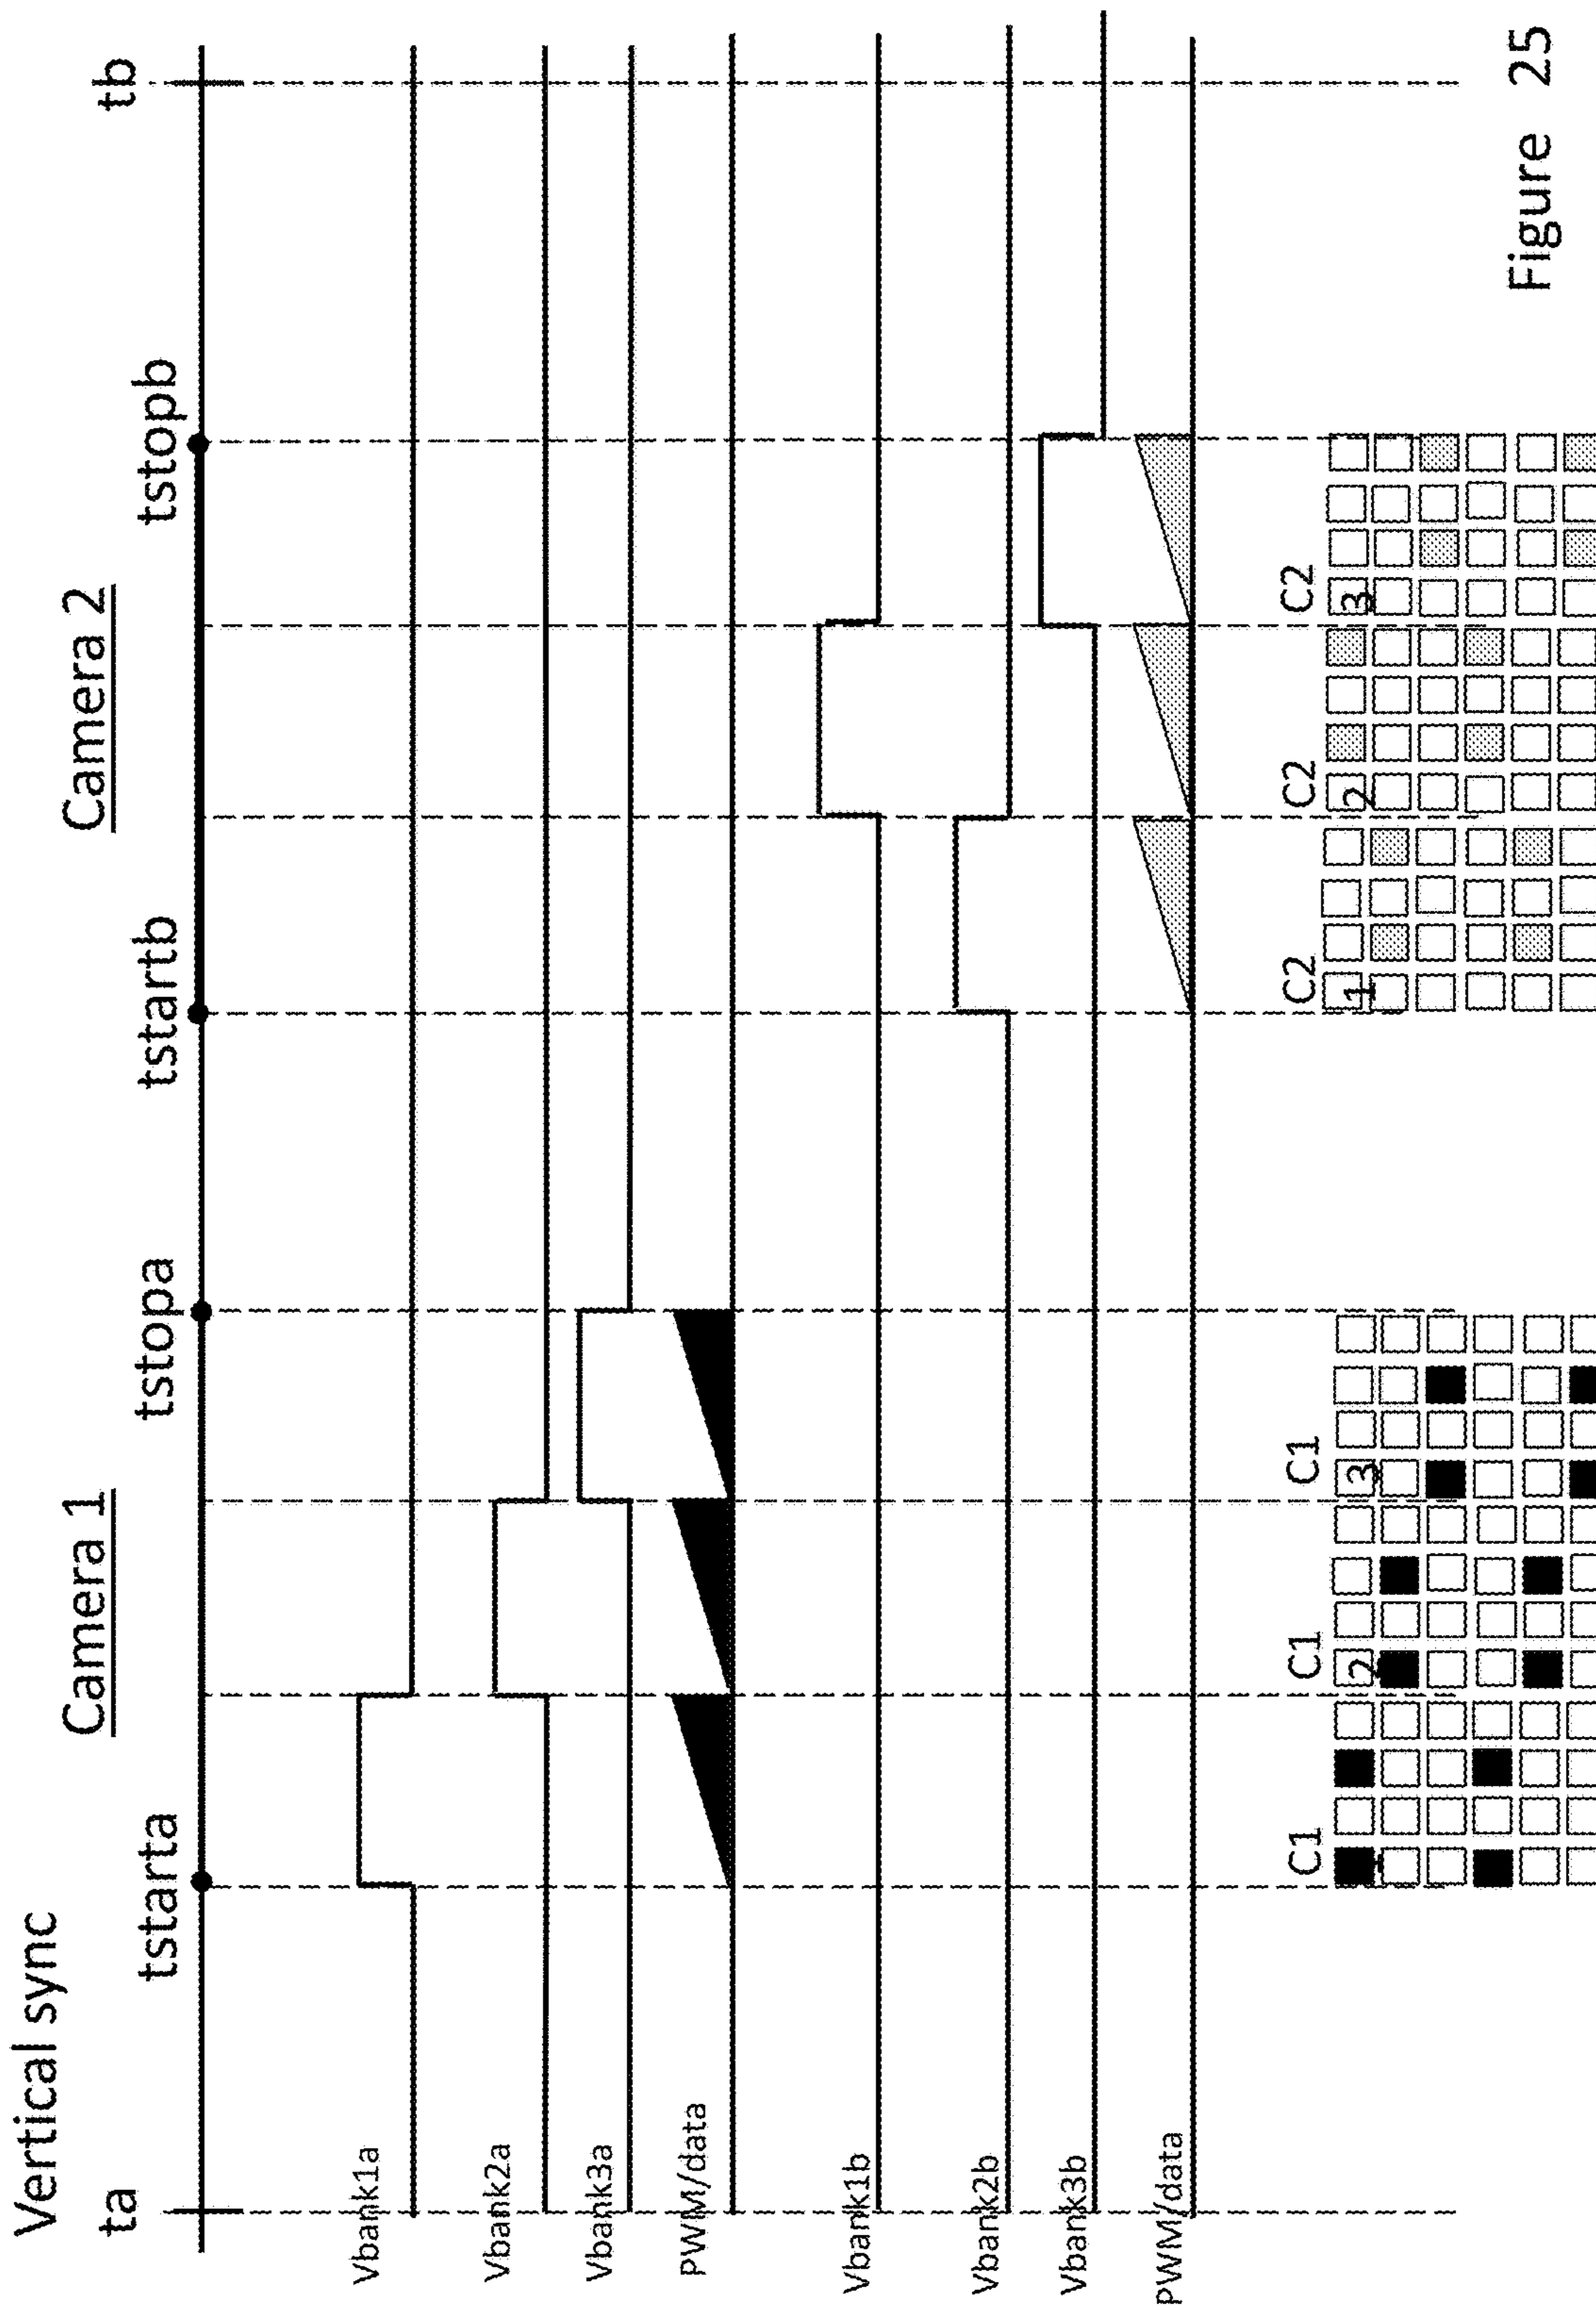 Vertical sync
Camera 1 Camera 2
ta tstarta tstopa tstartb tstopb tb
Vbank1a
Vbank2a
Vbank3a
PWM/data
Vbank1b
Vbank2b
Vbank3b
PWM/data
C1 C1 C1 C2 C2 C2
1 2 3 1 2 3
Figure 25